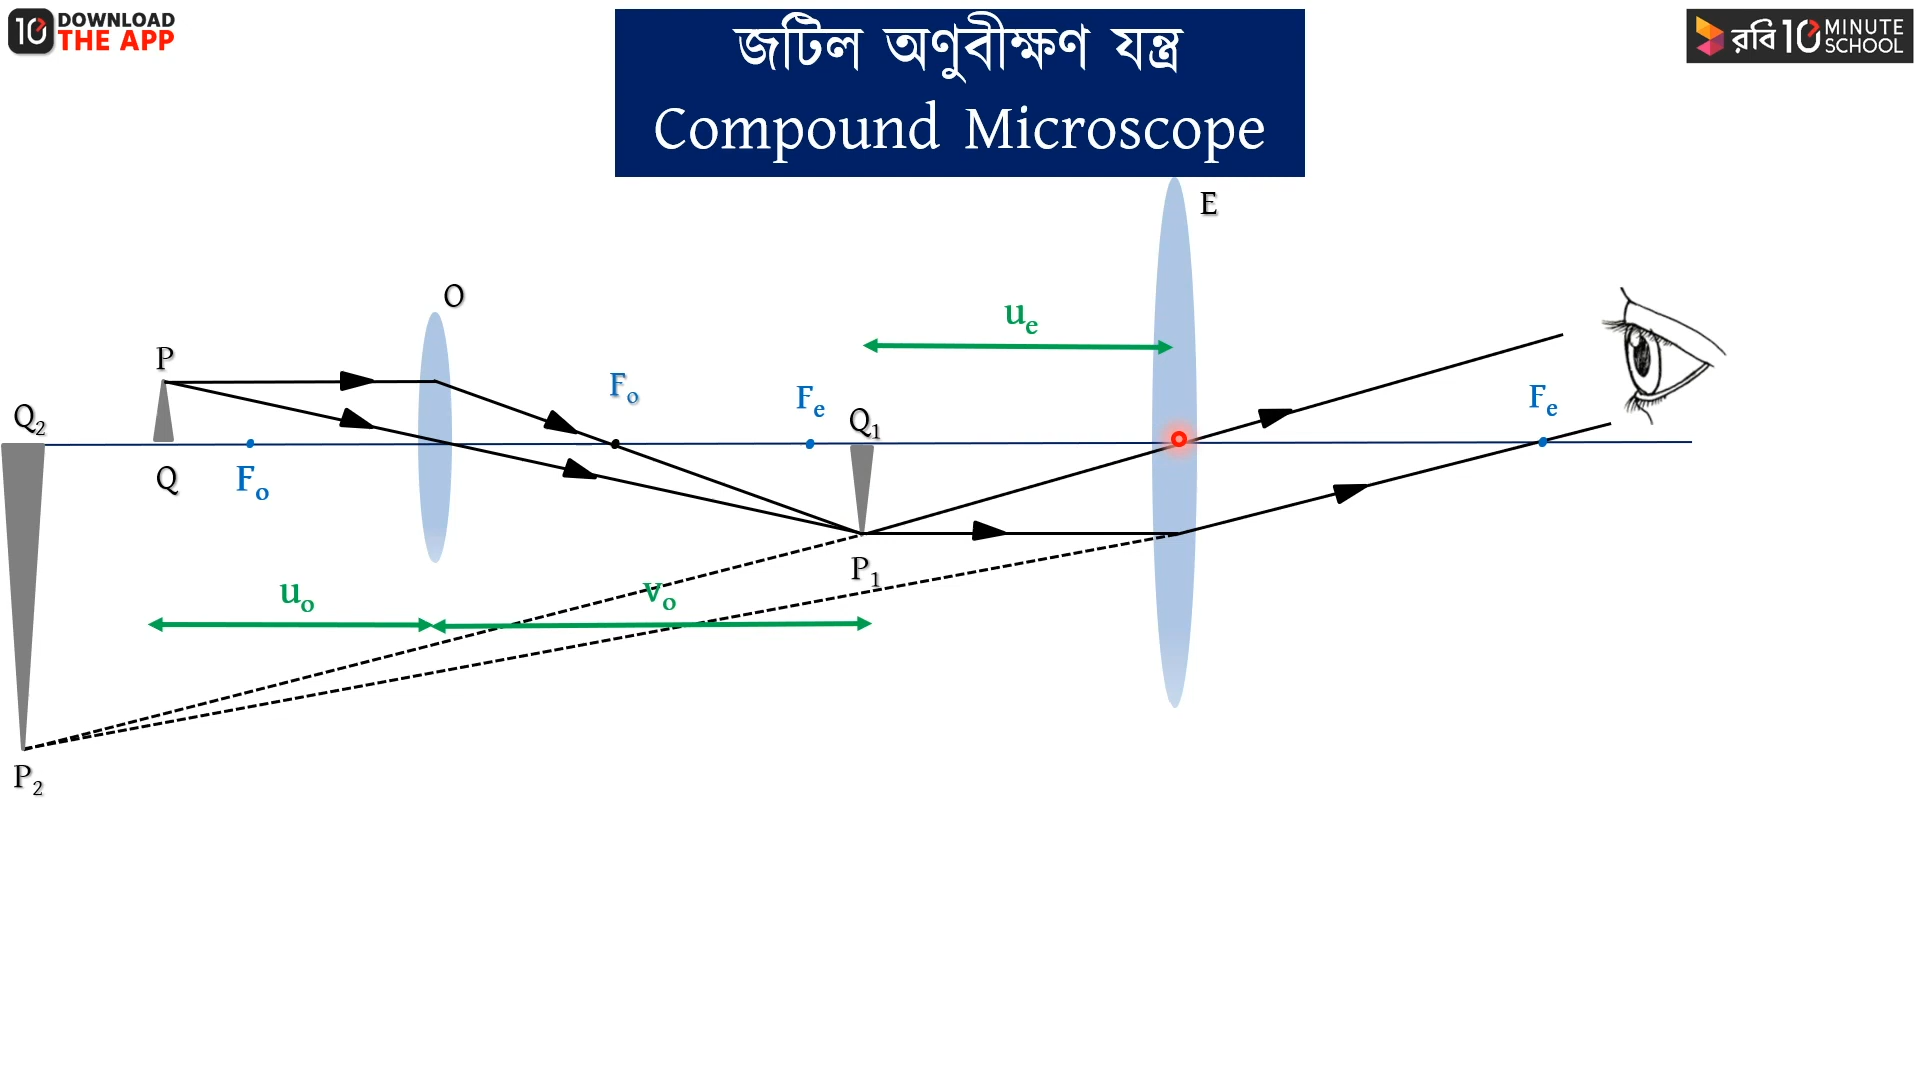 10 DOWNLOAD
THE APP
জটিল অণুবীক্ষণ যন্ত্র
Compound Microscope
রবি 10 MINUTE
SCHOOL
E
O
uₑ
P
Fₒ
Fₑ
Fₑ
Q₂
Q₁
Q
Fₒ
P₁
uₒ
vₒ
P₂